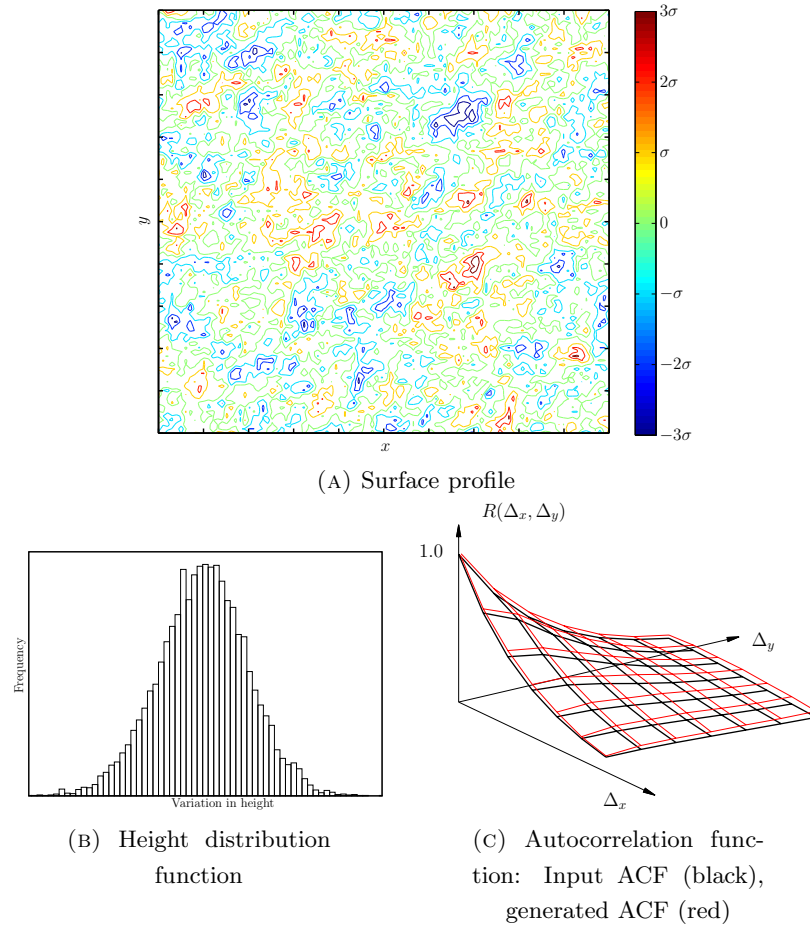 3σ
2σ
σ
0
−σ
−2σ
−3σ
y
x
(A) Surface profile
Frequency
Variation in height
(B) Height distribution
function
R(Δx, Δy)
1.0
Δy
Δx
(C) Autocorrelation func-
tion: Input ACF (black),
generated ACF (red)